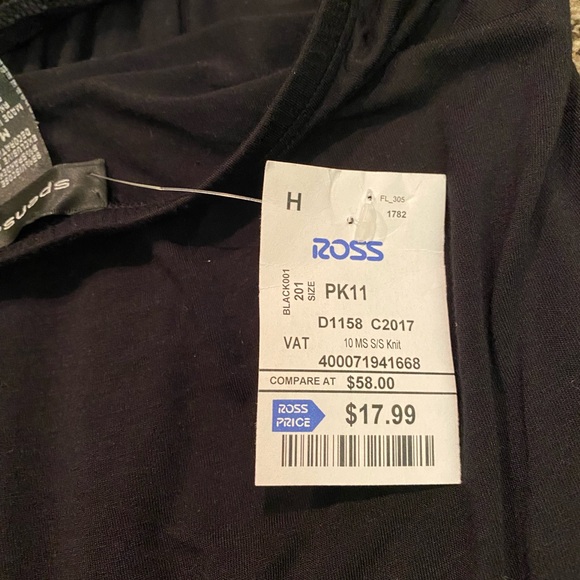 H
FL_305
1782
ROSS
BLACK001
201
SIZE
PK11
D1158 C2017
VAT
10 MS S/S Knit
400071941668
COMPARE AT $58.00
ROSS
PRICE
$17.99
Spense
M